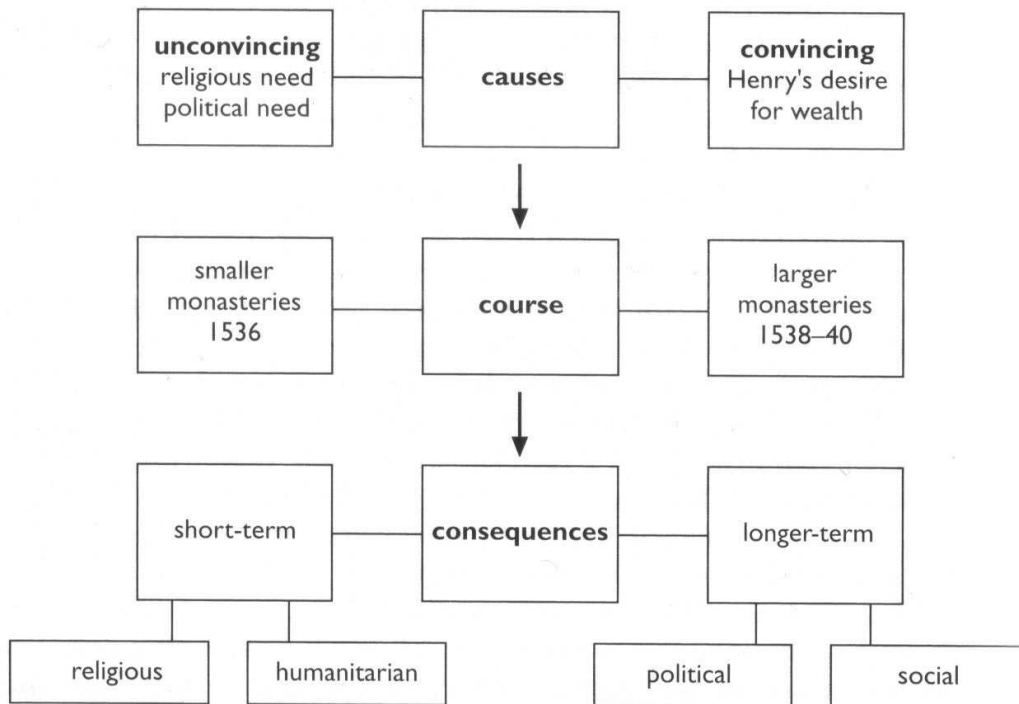 unconvincing
religious need
political need
causes
convincing
Henry's desire
for wealth
smaller
monasteries
1536
course
larger
monasteries
1538–40
short-term
consequences
longer-term
religious
humanitarian
political
social